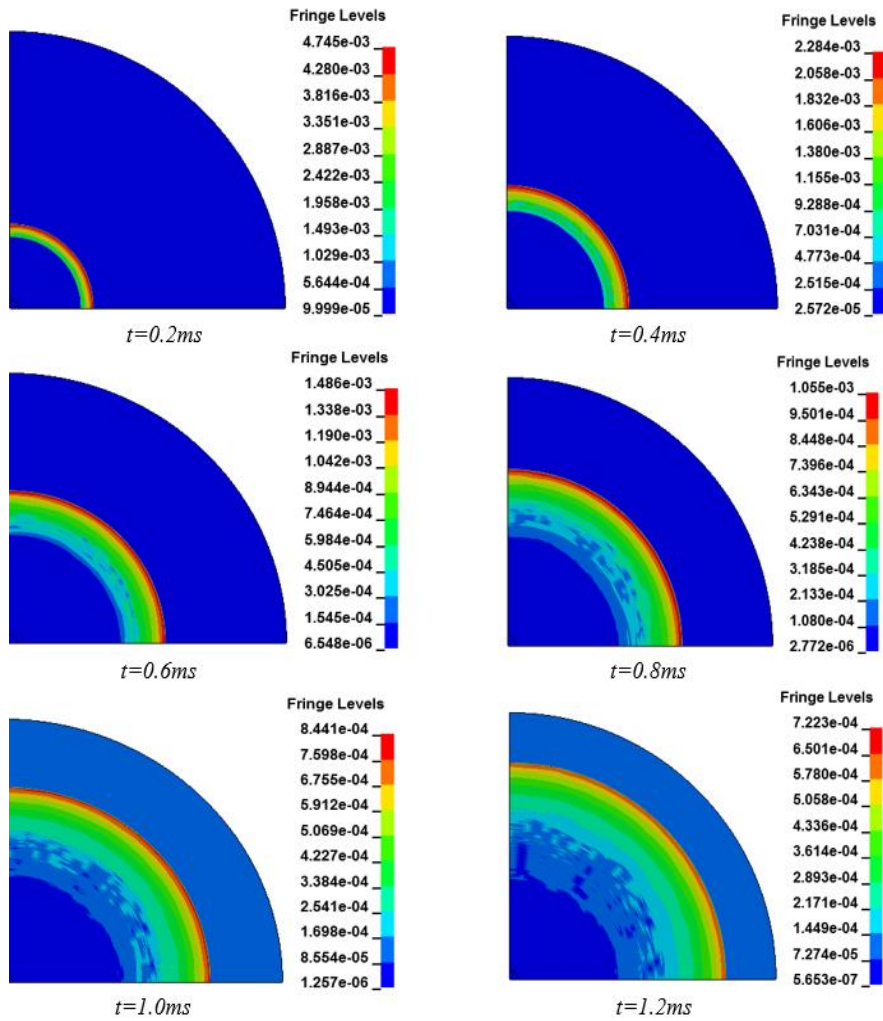 Fringe Levels
4.745e-03
4.280e-03
3.816e-03
3.351e-03
2.887e-03
2.422e-03
1.958e-03
1.493e-03
1.029e-03
5.644e-04
9.999e-05
t=0.2ms
Fringe Levels
2.284e-03
2.058e-03
1.832e-03
1.606e-03
1.380e-03
1.155e-03
9.288e-04
7.031e-04
4.773e-04
2.515e-04
2.572e-05
t=0.4ms
Fringe Levels
1.486e-03
1.338e-03
1.190e-03
1.042e-03
8.944e-04
7.464e-04
5.984e-04
4.505e-04
3.025e-04
1.545e-04
6.548e-06
t=0.6ms
Fringe Levels
1.055e-03
9.501e-04
8.448e-04
7.396e-04
6.343e-04
5.291e-04
4.238e-04
3.185e-04
2.133e-04
1.080e-04
2.772e-06
t=0.8ms
Fringe Levels
8.441e-04
7.598e-04
6.755e-04
5.912e-04
5.069e-04
4.227e-04
3.384e-04
2.541e-04
1.698e-04
8.554e-05
1.257e-06
t=1.0ms
Fringe Levels
7.223e-04
6.501e-04
5.780e-04
5.058e-04
4.336e-04
3.614e-04
2.893e-04
2.171e-04
1.449e-04
7.274e-05
5.653e-07
t=1.2ms